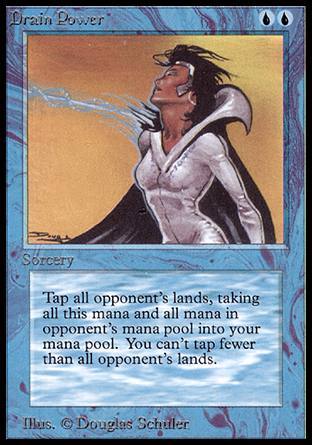 Drain Power
Sorcery
Tap all opponent's lands, taking
all this mana and all mana in
opponent's mana pool into your
mana pool. You can't tap fewer
than all opponent's lands.
Illus. © Douglas Schuler